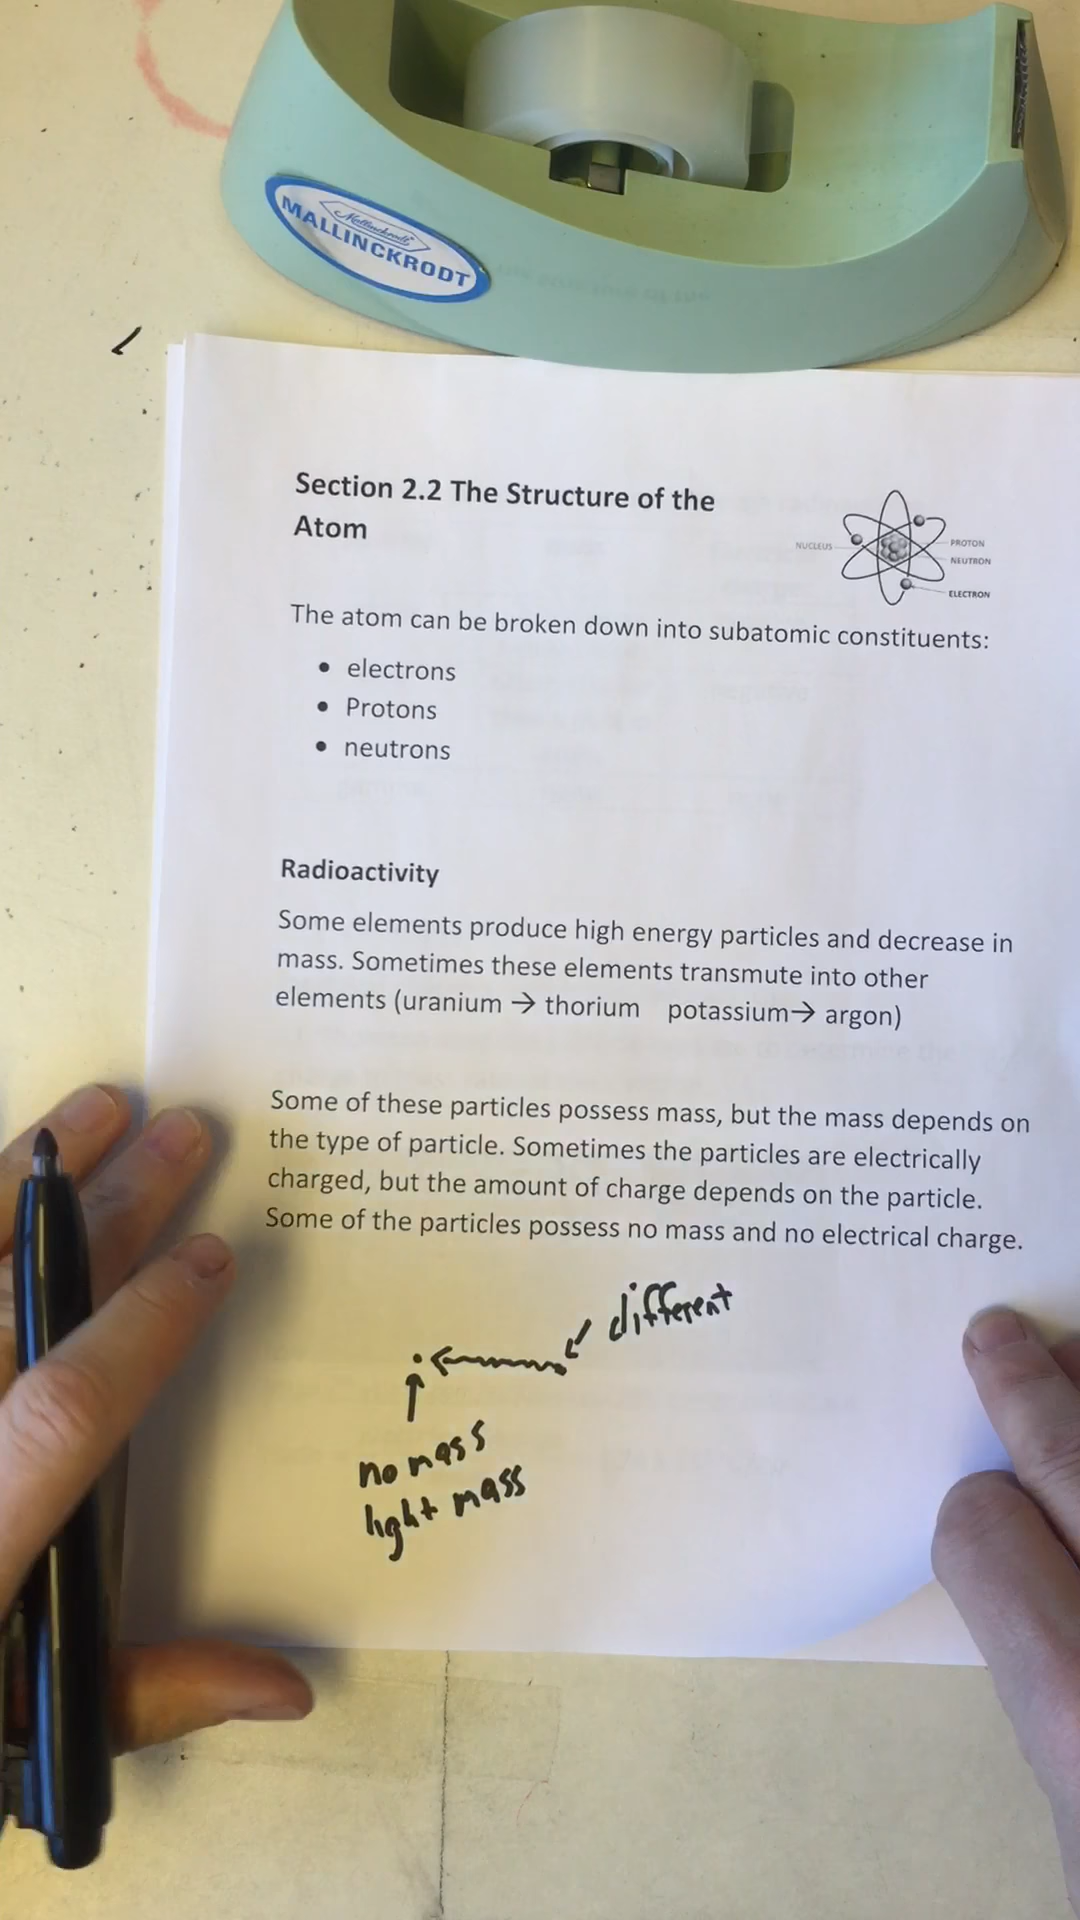 Mallinckrodt
MALLINCKRODT
Section 2.2 The Structure of the
Atom
NUCLEUS
PROTON
NEUTRON
ELECTRON
The atom can be broken down into subatomic constituents:
• electrons
• Protons
• neutrons
Radioactivity
Some elements produce high energy particles and decrease in
mass. Sometimes these elements transmute into other
elements (uranium → thorium potassium→ argon)
Some of these particles possess mass, but the mass depends on
the type of particle. Sometimes the particles are electrically
charged, but the amount of charge depends on the particle.
Some of the particles possess no mass and no electrical charge.
different
no mass
light mass